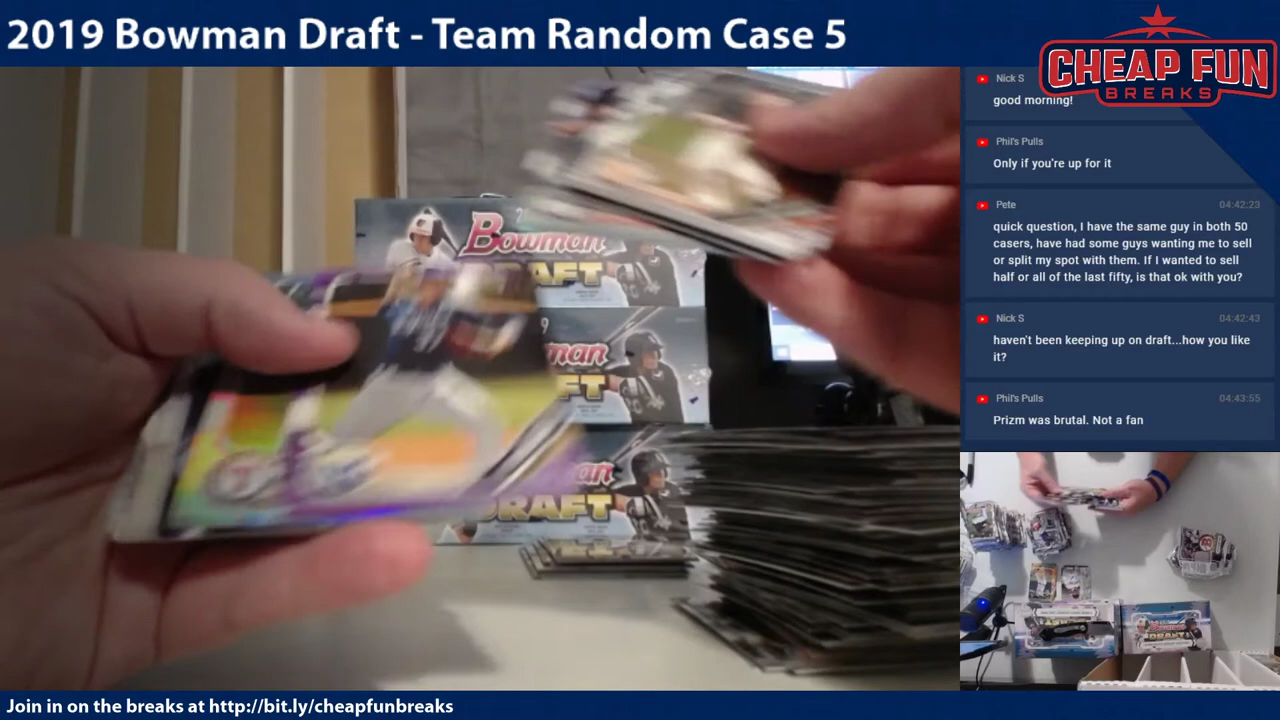 2019 Bowman Draft - Team Random Case 5
CHEAP FUN
BREAKS
Nick S
good morning!
Phil's Pulls
Only if you're up for it
Pete 04:42:23
quick question, I have the same guy in both 50
casers, have had some guys wanting me to sell
or split my spot with them. If I wanted to sell
half or all of the last fifty, is that ok with you?
Nick S 04:42:43
haven't been keeping up on draft...how you like
it?
Phil's Pulls 04:43:55
Prizm was brutal. Not a fan
Bowman
DRAFT
man
FT
an
DRAFT
Join in on the breaks at http://bit.ly/cheapfunbreaks